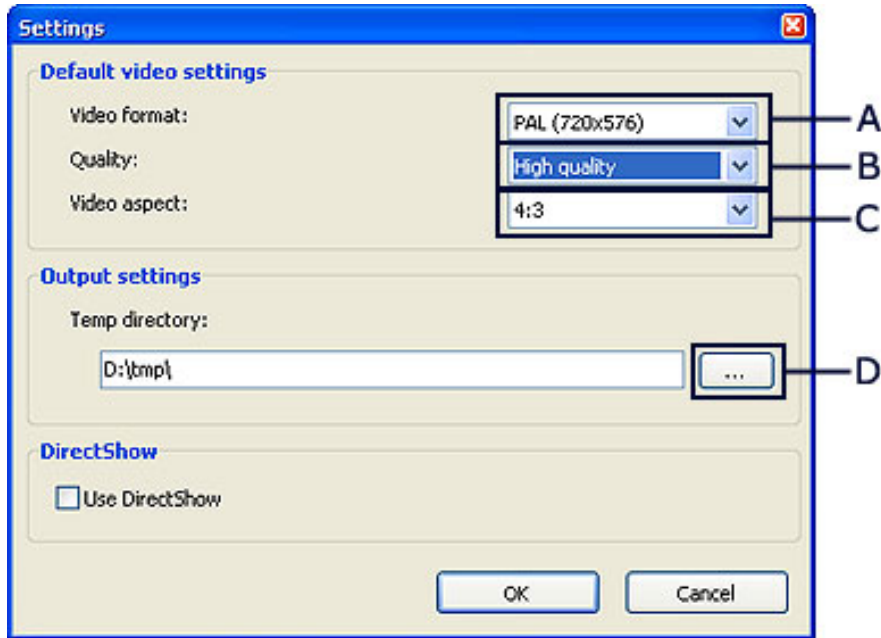 Settings
Default video settings
Video format:
PAL (720x576)
A
Quality:
High quality
B
Video aspect:
4:3
C
Output settings
Temp directory:
D:\tmp\
...
D
DirectShow
Use DirectShow
OK
Cancel